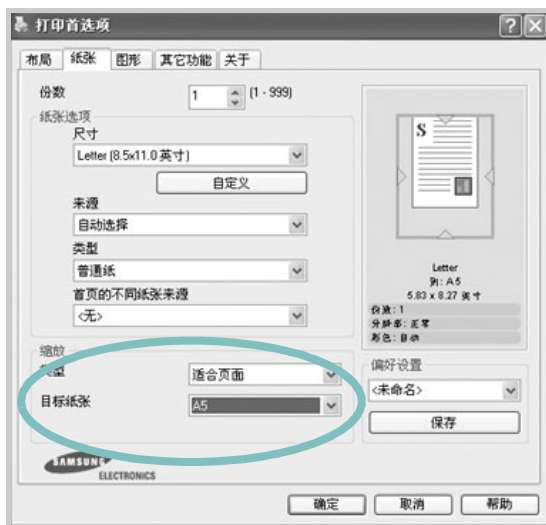 打印首选项
布局 纸张 图形 其它功能 关于
份数 1 (1 - 999)
纸张选项
尺寸
Letter (8.5x11.0 英寸)
自定义
来源
自动选择
类型
普通纸
首页的不同纸张来源
<无>
缩放
类型 适合页面
目标纸张 A5
S
Letter
到: A5
5.83 x 8.27 英寸
份数: 1
分辨率: 正常
彩色: 自动
偏好设置
<未命名>
保存
SAMSUNG
ELECTRONICS
确定 取消 帮助